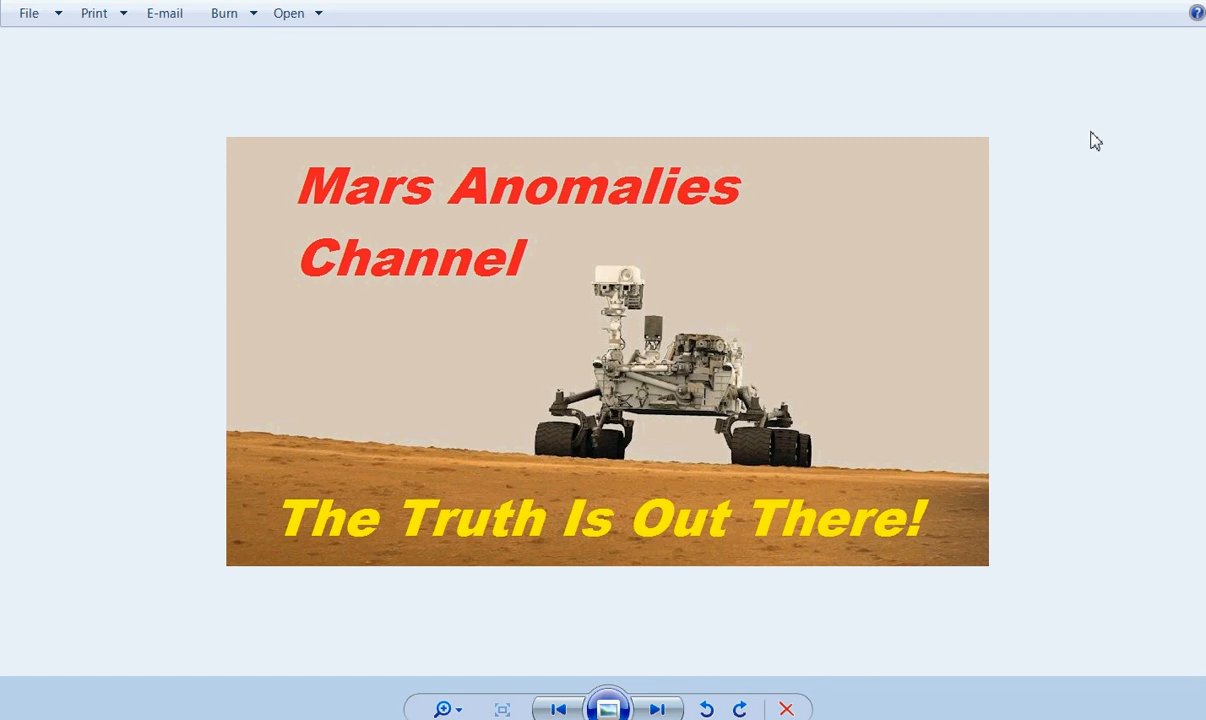 File Print E-mail Burn Open
Mars Anomalies
Channel
The Truth Is Out There!